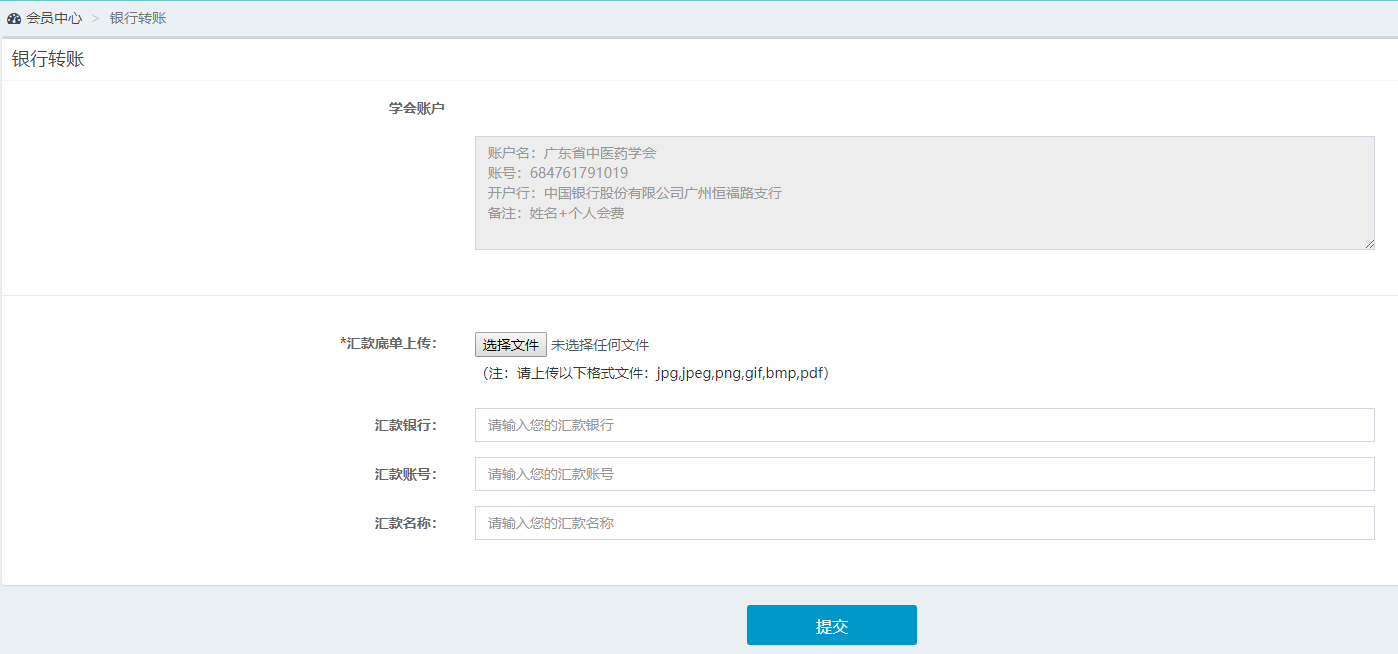 会员中心 > 银行转账
银行转账
学会账户
账户名：广东省中医药学会
账号：684761791019
开户行：中国银行股份有限公司广州恒福路支行
备注：姓名+个人会费
*汇款底单上传： 选择文件 未选择任何文件
（注：请上传以下格式文件：jpg,jpeg,png,gif,bmp,pdf）
汇款银行： 请输入您的汇款银行
汇款账号： 请输入您的汇款账号
汇款名称： 请输入您的汇款名称
提交